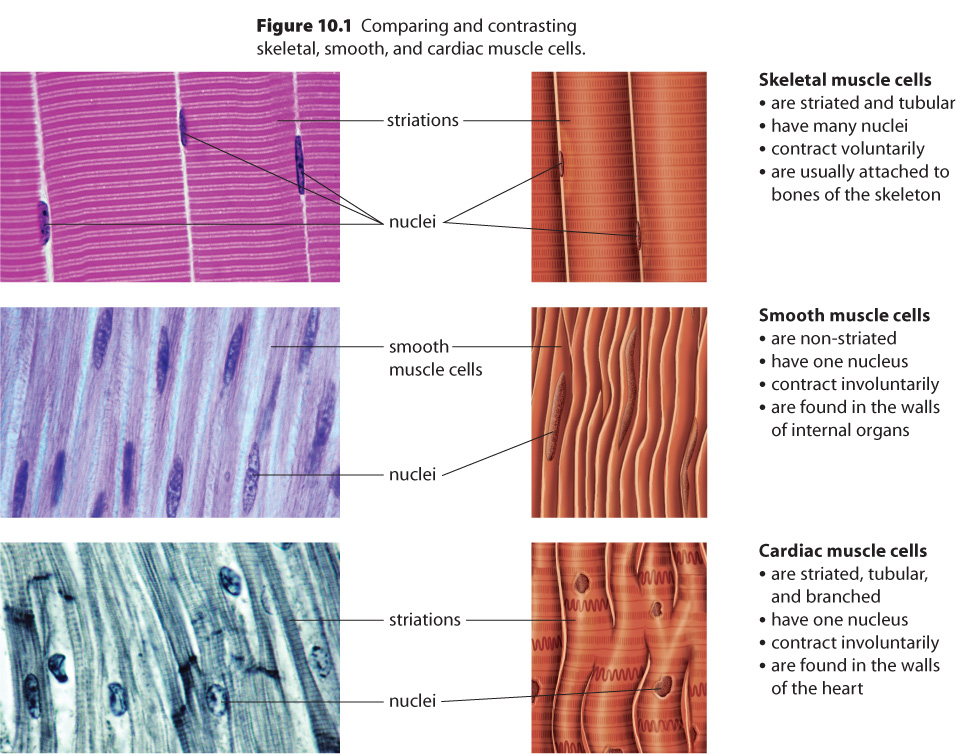 Figure 10.1 Comparing and contrasting
skeletal, smooth, and cardiac muscle cells.
striations
nuclei
Skeletal muscle cells
• are striated and tubular
• have many nuclei
• contract voluntarily
• are usually attached to
bones of the skeleton
smooth
muscle cells
nuclei
Smooth muscle cells
• are non-striated
• have one nucleus
• contract involuntarily
• are found in the walls
of internal organs
striations
nuclei
Cardiac muscle cells
• are striated, tubular,
and branched
• have one nucleus
• contract involuntarily
• are found in the walls
of the heart